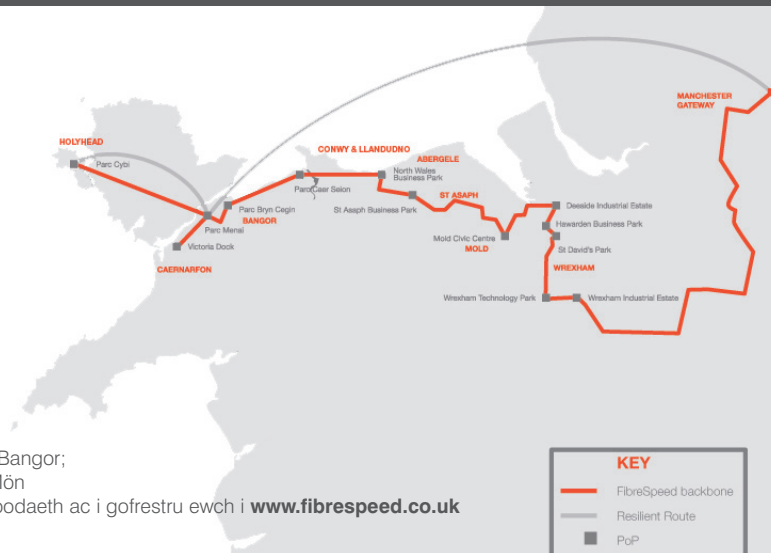 MANCHESTER
GATEWAY
HOLYHEAD
Parc Cybi
CONWY & LLANDUDNO
ABERGELE
North Wales
Business Park
Parc Caer Seion
ST ASAPH
St Asaph Business Park
Parc Bryn Cegin
BANGOR
Parc Menai
Victoria Dock
CAERNARFON
Deeside Industrial Estate
Hawarden Business Park
Mold Civic Centre
MOLD
St David's Park
WREXHAM
Wrexham Technology Park
Wrexham Industrial Estate
Bangor;
odaeth ac i gofrestru ewch i www.fibrespeed.co.uk
KEY
FibreSpeed backbone
Resilient Route
PoP